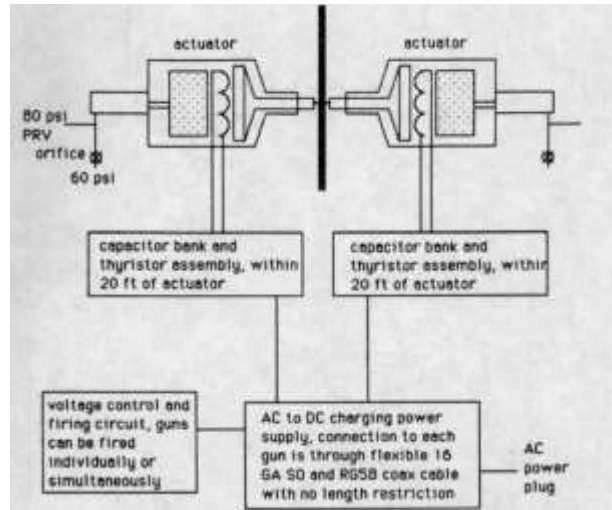 actuator
actuator
80 psi
PRV
orifice
60 psi
capacitor bank and
thyristor assembly, within
20 ft of actuator
capacitor bank and
thyristor assembly, within
20 ft of actuator
voltage control and
firing circuit, guns
can be fired
individually or
simultaneously
AC to DC charging power
supply, connection to each
gun is through flexible 16
GA SO and RG58 coax cable
with no length restriction
AC
power
plug